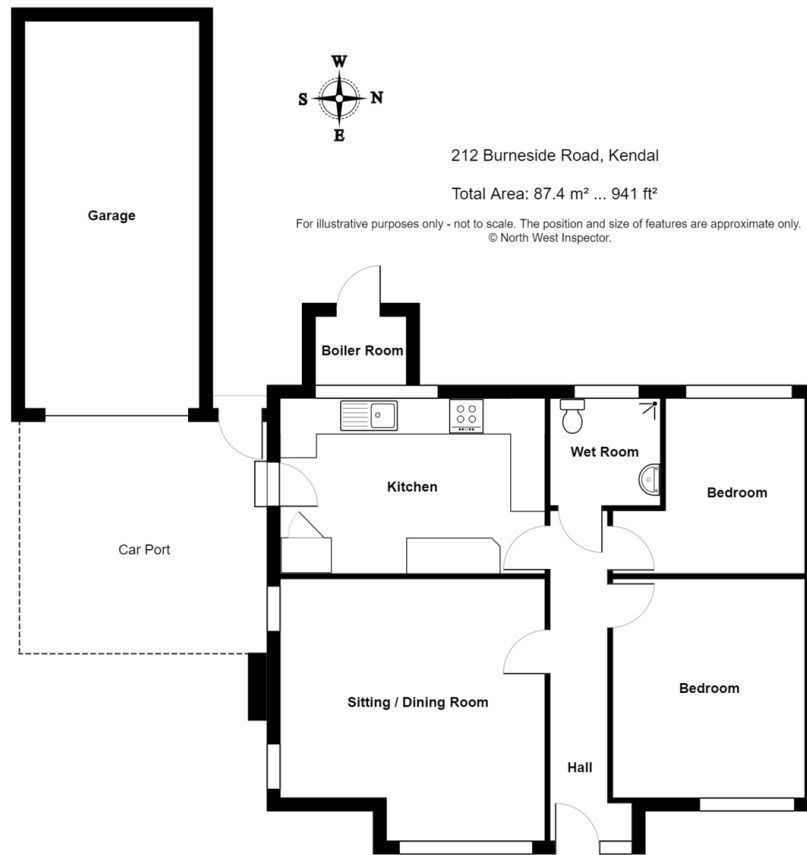 W
S
N
E
212 Burneside Road, Kendal
Total Area: 87.4 m² ... 941 ft²
For illustrative purposes only - not to scale. The position and size of features are approximate only.
© North West Inspector.
Garage
Boiler Room
Wet Room
Kitchen
Bedroom
Car Port
Sitting / Dining Room
Bedroom
Hall